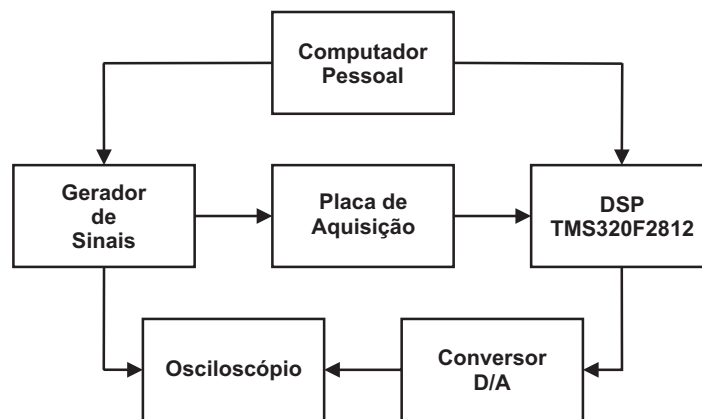 Computador
Pessoal
Gerador
de
Sinais
Placa de
Aquisição
DSP
TMS320F2812
Osciloscópio
Conversor
D/A